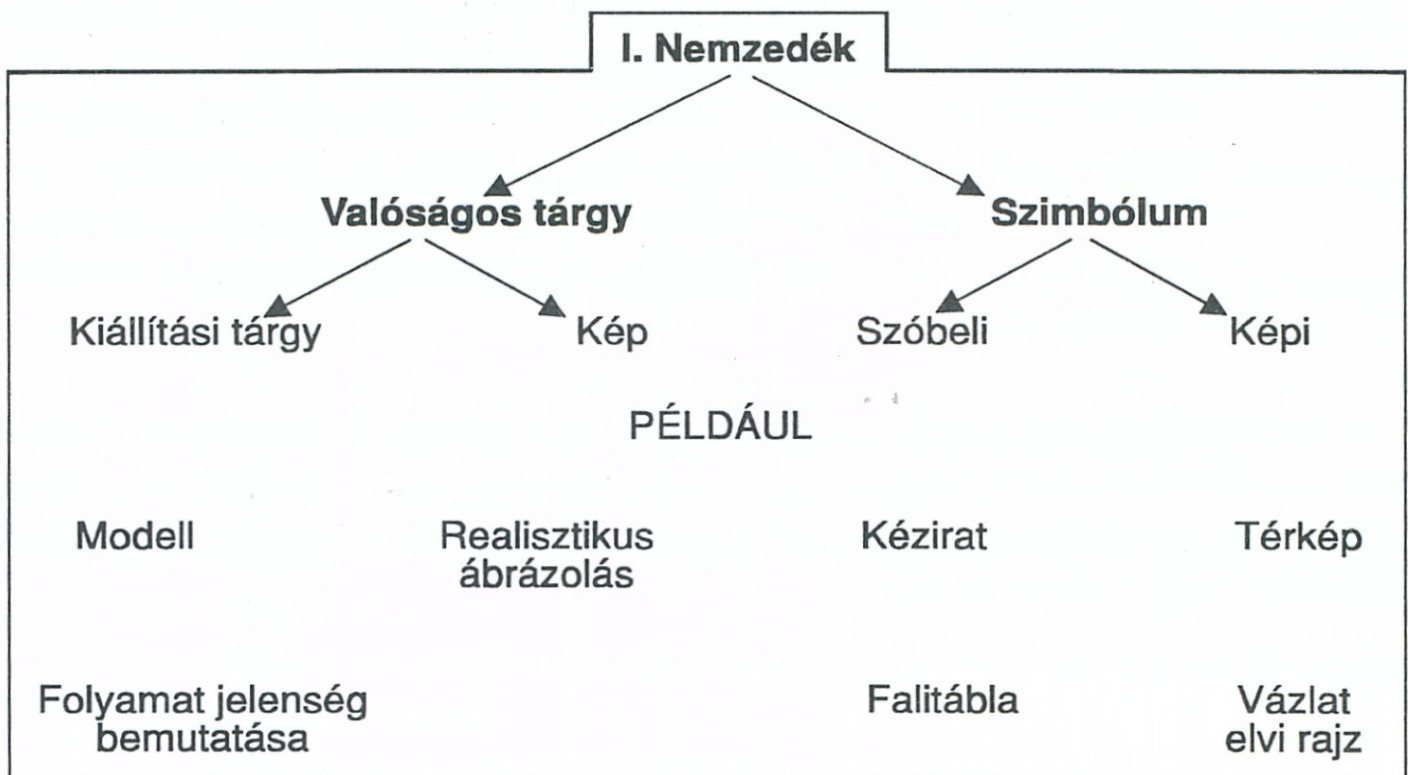 I. Nemzedék
Valóságos tárgy
Szimbólum
Kiállítási tárgy
Kép
Szóbeli
Képi
PÉLDÁUL
Modell
Realisztikus
ábrázolás
Kézirat
Térkép
Folyamat jelenség
bemutatása
Falitábla
Vázlat
elvi rajz